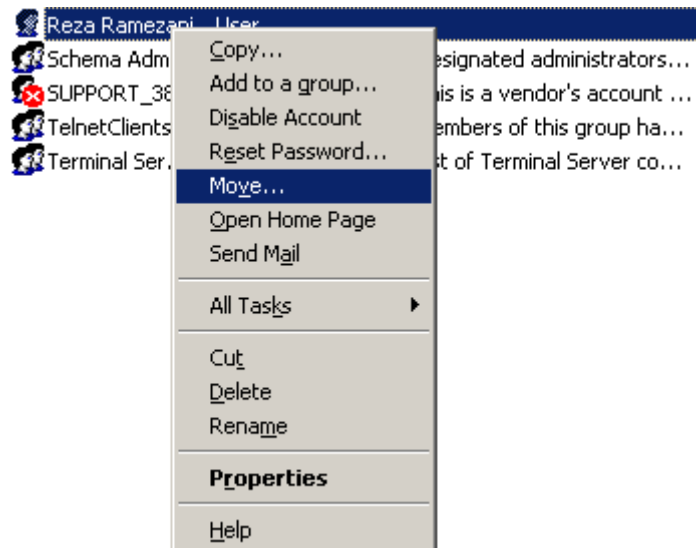 Reza Ramezani User
Copy...
Schema Adm esignated administrators...
Add to a group...
SUPPORT_38 his is a vendor's account ...
Disable Account
TelnetClients embers of this group ha...
Reset Password...
Terminal Ser. st of Terminal Server co...
Move...
Open Home Page
Send Mail
All Tasks
Cut
Delete
Rename
Properties
Help